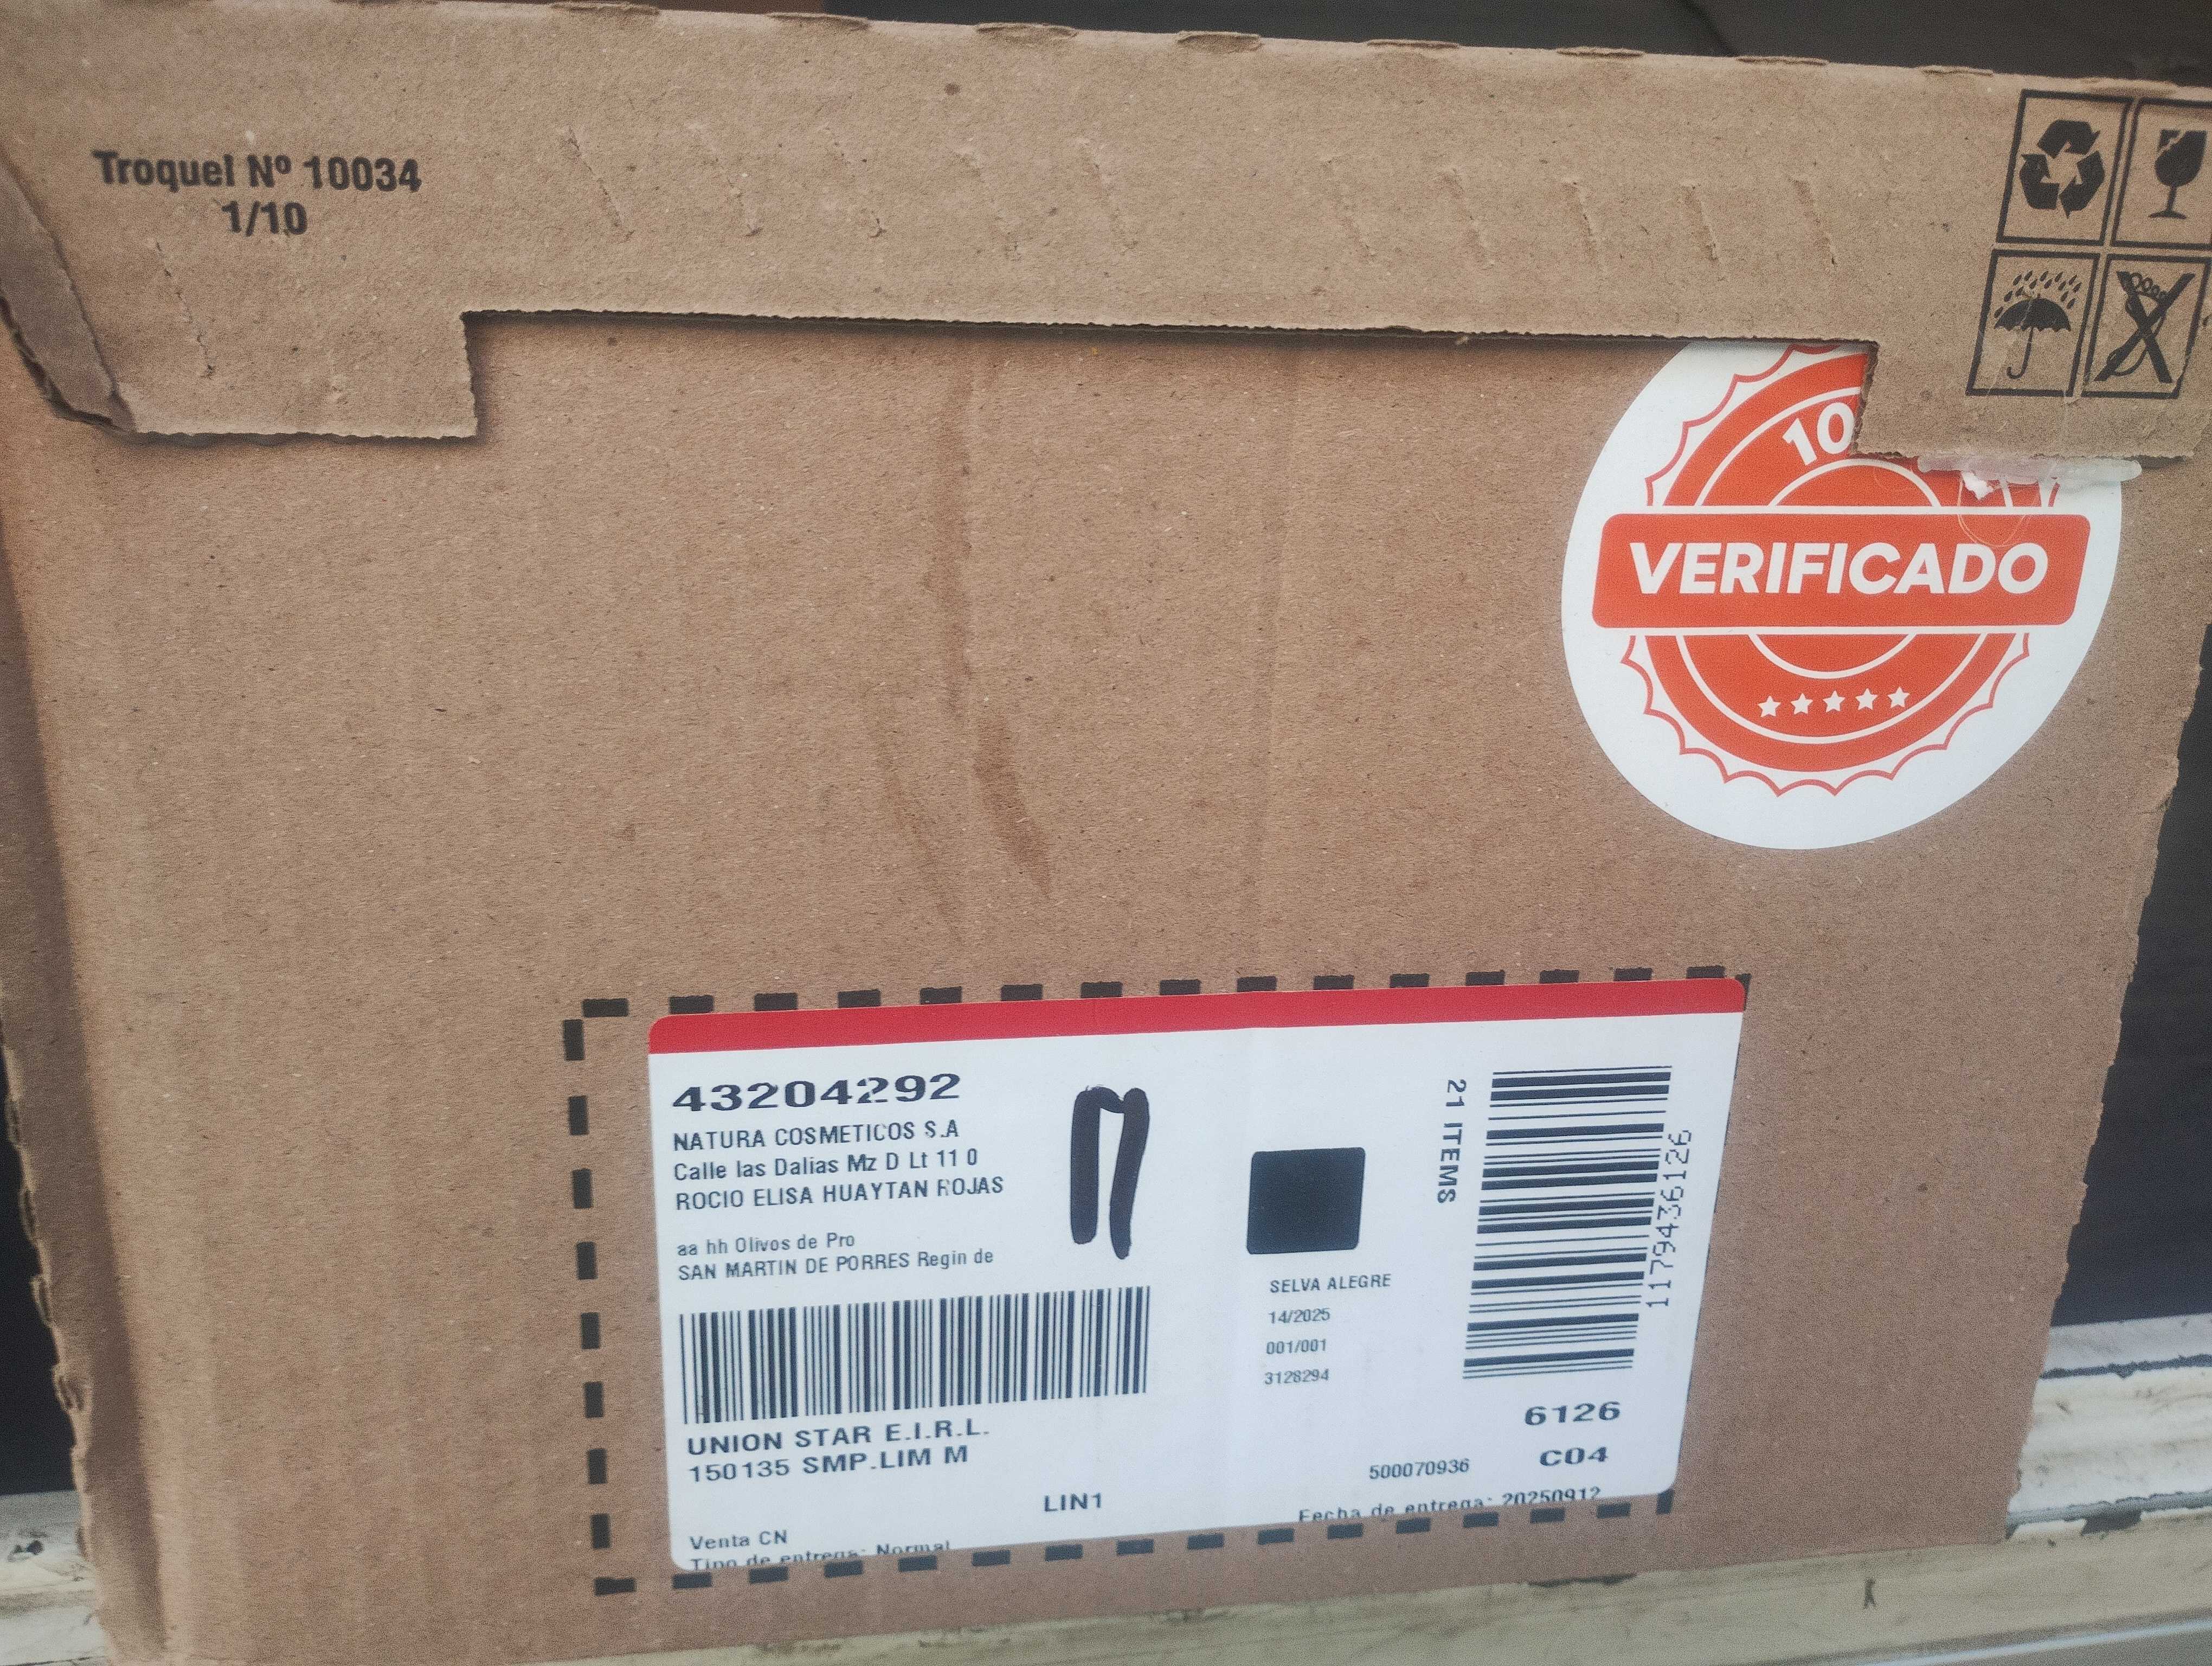 Troquel Nº 10034
1/10
10
VERIFICADO
43204292
NATURA COSMETICOS S.A
Calle las Dalias Mz D Lt 11 0
ROCIO ELISA HUAYTAN ROJAS
aa hh Olivos de Pro
SAN MARTIN DE PORRES Regin de
UNION STAR E.I.R.L.
150135 SMP.LIM M
LIN1
Venta CN
Tipo de entrega: Normal
21 ITEMS
1179436126
SELVA ALEGRE
14/2025
001/001
3128294
6126
C04
500070936
Fecha de entrega: 20250912